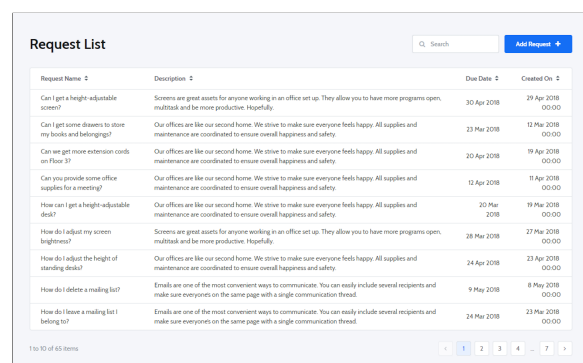 Request List
Search
Add Request +
Request Name
Description
Due Date
Created On
Can I get a height-adjustable
screen?
Screens are great assets for anyone working in an office set up. They allow you to have more programs open,
multitask and be more productive. Hopefully.
30 Apr 2018
29 Apr 2018
00:00
Can I get some drawers to store
my books and belongings?
Our offices are like our second home. We strive to make sure everyone feels happy. All supplies and
maintenance are coordinated to ensure overall happiness and safety.
23 Mar 2018
12 Mar 2018
00:00
Can we get more extension cords
on Floor 3?
Our offices are like our second home. We strive to make sure everyone feels happy. All supplies and
maintenance are coordinated to ensure overall happiness and safety.
20 Apr 2018
19 Apr 2018
00:00
Can you provide some office
supplies for a meeting?
Our offices are like our second home. We strive to make sure everyone feels happy. All supplies and
maintenance are coordinated to ensure overall happiness and safety.
12 Apr 2018
11 Apr 2018
00:00
How can I get a height-adjustable
desk?
Our offices are like our second home. We strive to make sure everyone feels happy. All supplies and
maintenance are coordinated to ensure overall happiness and safety.
20 Mar
2018
19 Mar 2018
00:00
How do I adjust my screen
brightness?
Screens are great assets for anyone working in an office set up. They allow you to have more programs open,
multitask and be more productive. Hopefully.
28 Mar 2018
27 Mar 2018
00:00
How do I adjust the height of
standing desks?
Our offices are like our second home. We strive to make sure everyone feels happy. All supplies and
maintenance are coordinated to ensure overall happiness and safety.
24 Apr 2018
23 Apr 2018
00:00
How do I delete a mailing list?
Emails are one of the most convenient ways to communicate. You can easily include several recipients and
make sure everyone's on the same page with a single communication thread.
9 May 2018
8 May 2018
00:00
How do I leave a mailing list I
belong to?
Emails are one of the most convenient ways to communicate. You can easily include several recipients and
make sure everyone's on the same page with a single communication thread.
24 Mar 2018
23 Mar 2018
00:00
1 to 10 of 65 items
< 1 2 3 4 ... 7 >